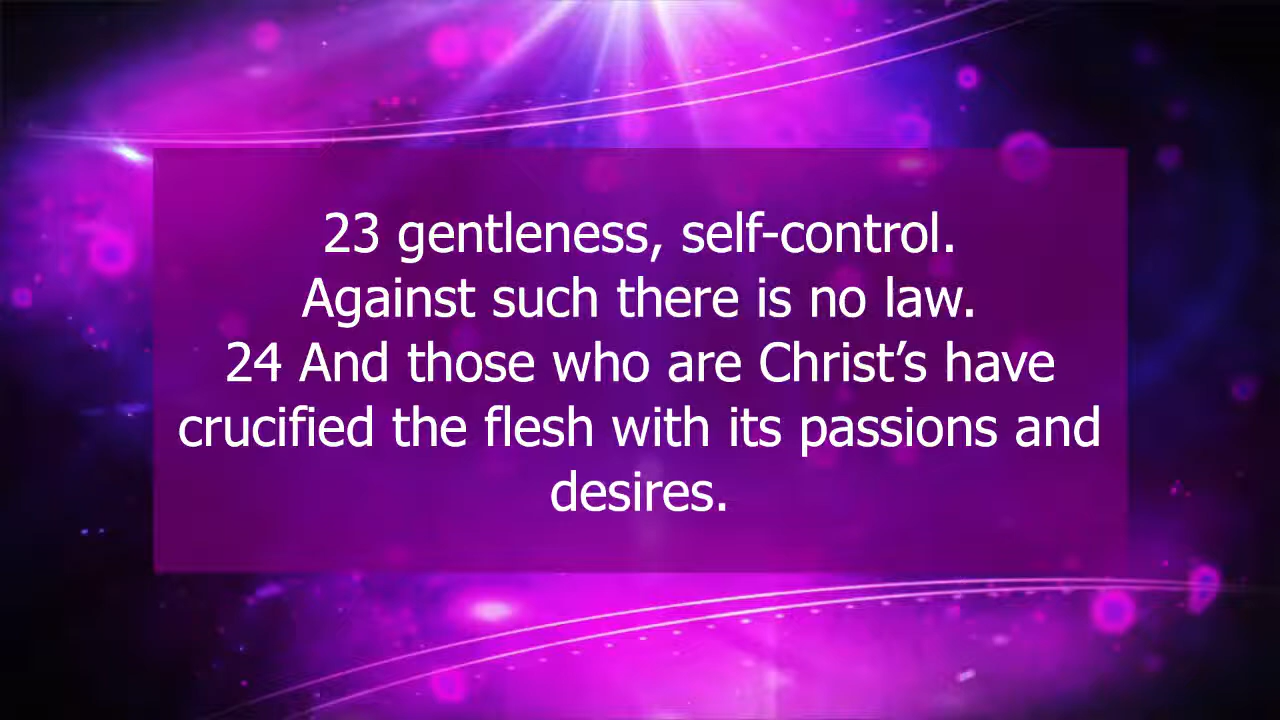 23 gentleness, self-control.
Against such there is no law.
24 And those who are Christ’s have
crucified the flesh with its passions and
desires.